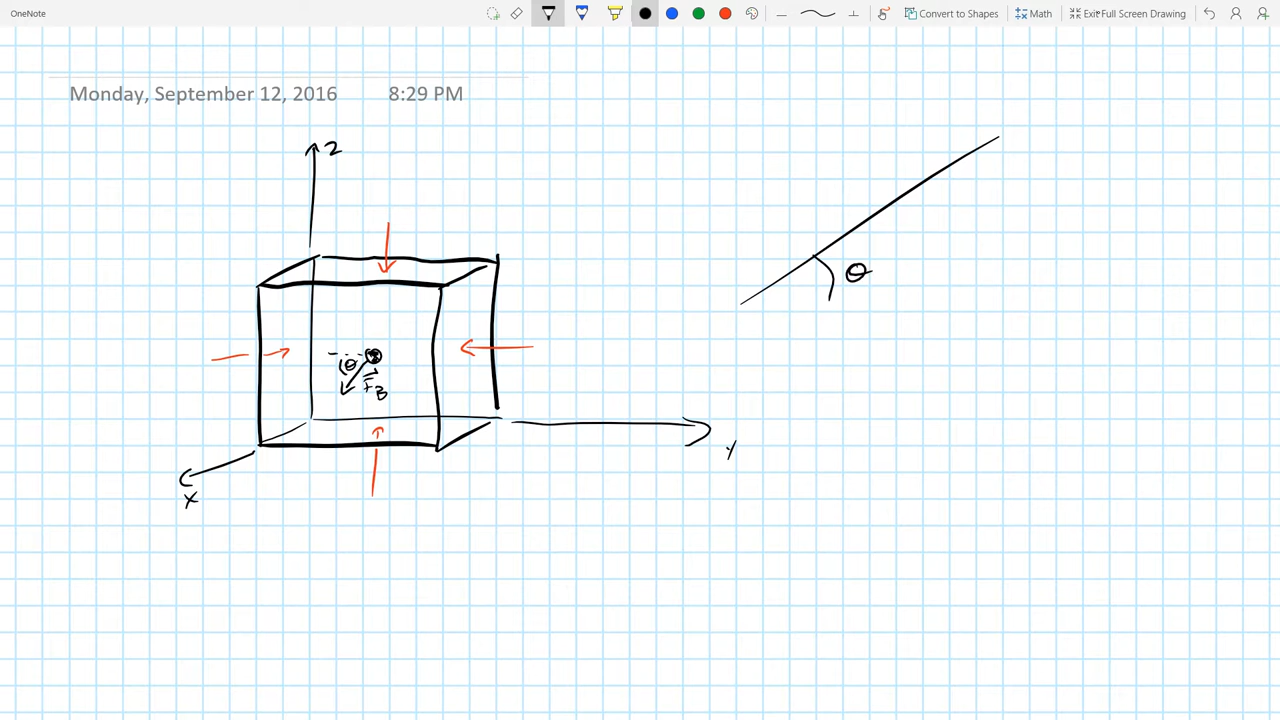 OneNote
Convert to Shapes
Math
Exit Full Screen Drawing
Monday, September 12, 2016 8:29 PM
z
θ
θ
F B
y
x